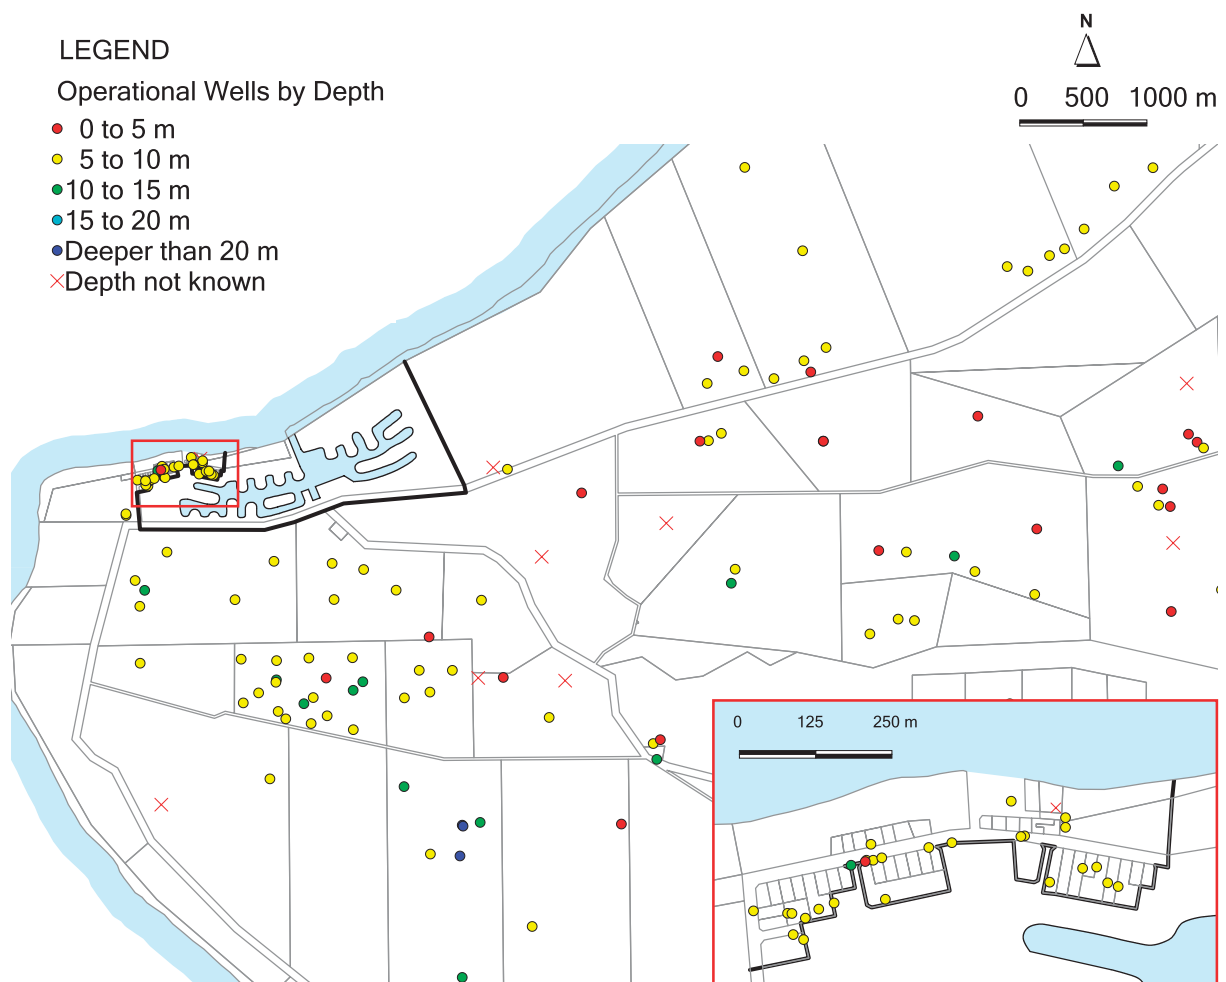 LEGEND
Operational Wells by Depth
0 to 5 m
5 to 10 m
10 to 15 m
15 to 20 m
Deeper than 20 m
Depth not known
N
0 500 1000 m
0 125 250 m